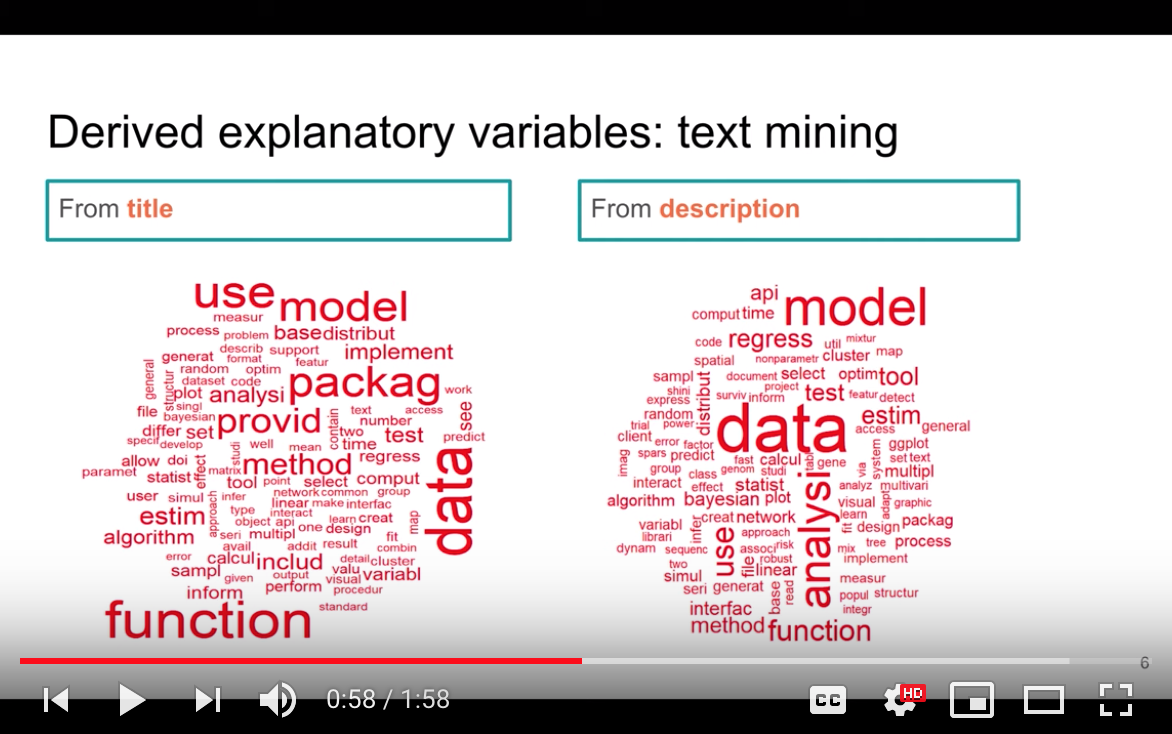 Derived explanatory variables: text mining
From title
From description
use model
measur
process problem base distribut
describ support
generat format implement
featur
random optim
general structur dataset code packag work
plot analysi
file singl provid text access see
bayesian contain number
differ set two test predict
specif develop studi well mean time
allow doi effect matrix method regress data
paramet statist tool point select comput
user simul infer network common group
approach type linear make interfac
estim object api interact learn creat map
algorithm seri multipl one design fit
avail addit result combin
error calcul includ detail cluster
sampl given output valu visual variabl
inform perform procedur
function standard
api model
comput time
code regress util mixtur
spatial nonparametr cluster map
sampl distribut document select optim tool
shini project
express surviv inform test featur detect
random data estim
trial power access general
client error factor ggplot
imag spars predict fast calcul tabl gene via system set text
group class genom studi multipl
interact effect statist analyz multivari
algorithm bayesian plot analysi visual adapt graphic
variabl infer creat network learn packag
librari use approach fit design
dynam sequenc associ risk mix tree process
two file robust implement
simul linear measur
seri generat base read popul structur
interfac integr
method function
6
0:58 / 1:58
CC
HD